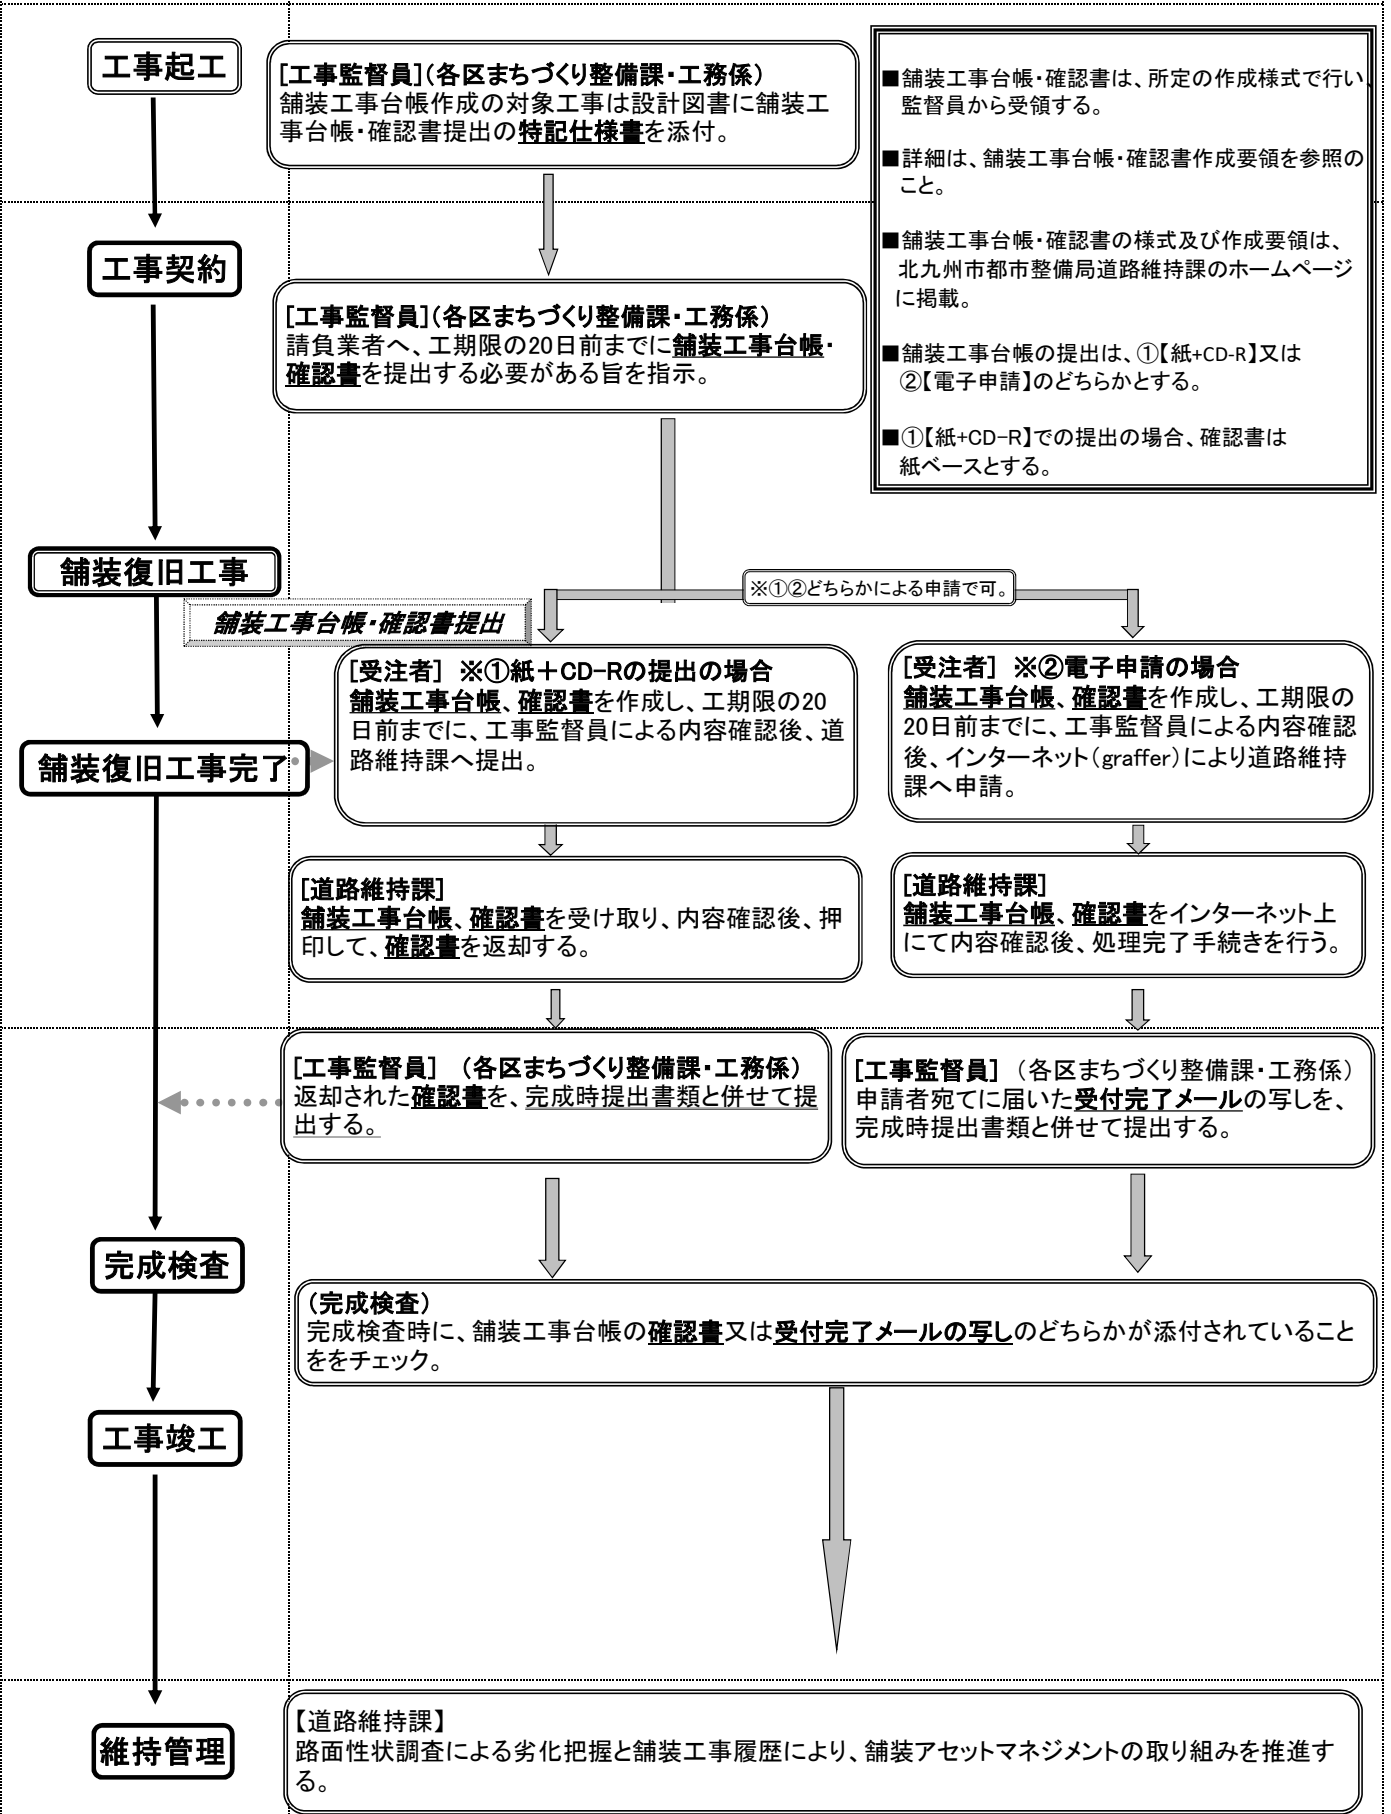 工事起工
[工事監督員](各区まちづくり整備課・工務係)
舗装工事台帳作成の対象工事は設計図書に舗装工
事台帳・確認書提出の特記仕様書を添付。
■舗装工事台帳・確認書は、所定の作成様式で行い、
監督員から受領する。
■詳細は、舗装工事台帳・確認書作成要領を参照の
こと。
■舗装工事台帳・確認書の様式及び作成要領は、
北九州市都市整備局道路維持課のホームページ
に掲載。
■舗装工事台帳の提出は、①【紙+CD-R】又は
②【電子申請】のどちらかとする。
■①【紙+CD-R】での提出の場合、確認書は
紙ベースとする。
工事契約
[工事監督員](各区まちづくり整備課・工務係)
請負業者へ、工期限の20日前までに舗装工事台帳・
確認書を提出する必要がある旨を指示。
舗装復旧工事
※①②どちらかによる申請で可。
舗装工事台帳・確認書提出
[受注者] ※①紙+CD-Rの提出の場合
舗装工事台帳、確認書を作成し、工期限の20
日前までに、工事監督員による内容確認後、道
路維持課へ提出。
[受注者] ※②電子申請の場合
舗装工事台帳、確認書を作成し、工期限の
20日前までに、工事監督員による内容確認
後、インターネット(graffer)により道路維持
課へ申請。
舗装復旧工事完了
[道路維持課]
舗装工事台帳、確認書を受け取り、内容確認後、押
印して、確認書を返却する。
[道路維持課]
舗装工事台帳、確認書をインターネット上
にて内容確認後、処理完了手続きを行う。
[工事監督員] (各区まちづくり整備課・工務係)
返却された確認書を、完成時提出書類と併せて提
出する。
[工事監督員] (各区まちづくり整備課・工務係)
申請者宛てに届いた受付完了メールの写しを、
完成時提出書類と併せて提出する。
完成検査
(完成検査)
完成検査時に、舗装工事台帳の確認書又は受付完了メールの写しのどちらかが添付されていること
ををチェック。
工事竣工
維持管理
【道路維持課】
路面性状調査による劣化把握と舗装工事履歴により、舗装アセットマネジメントの取り組みを推進す
る。